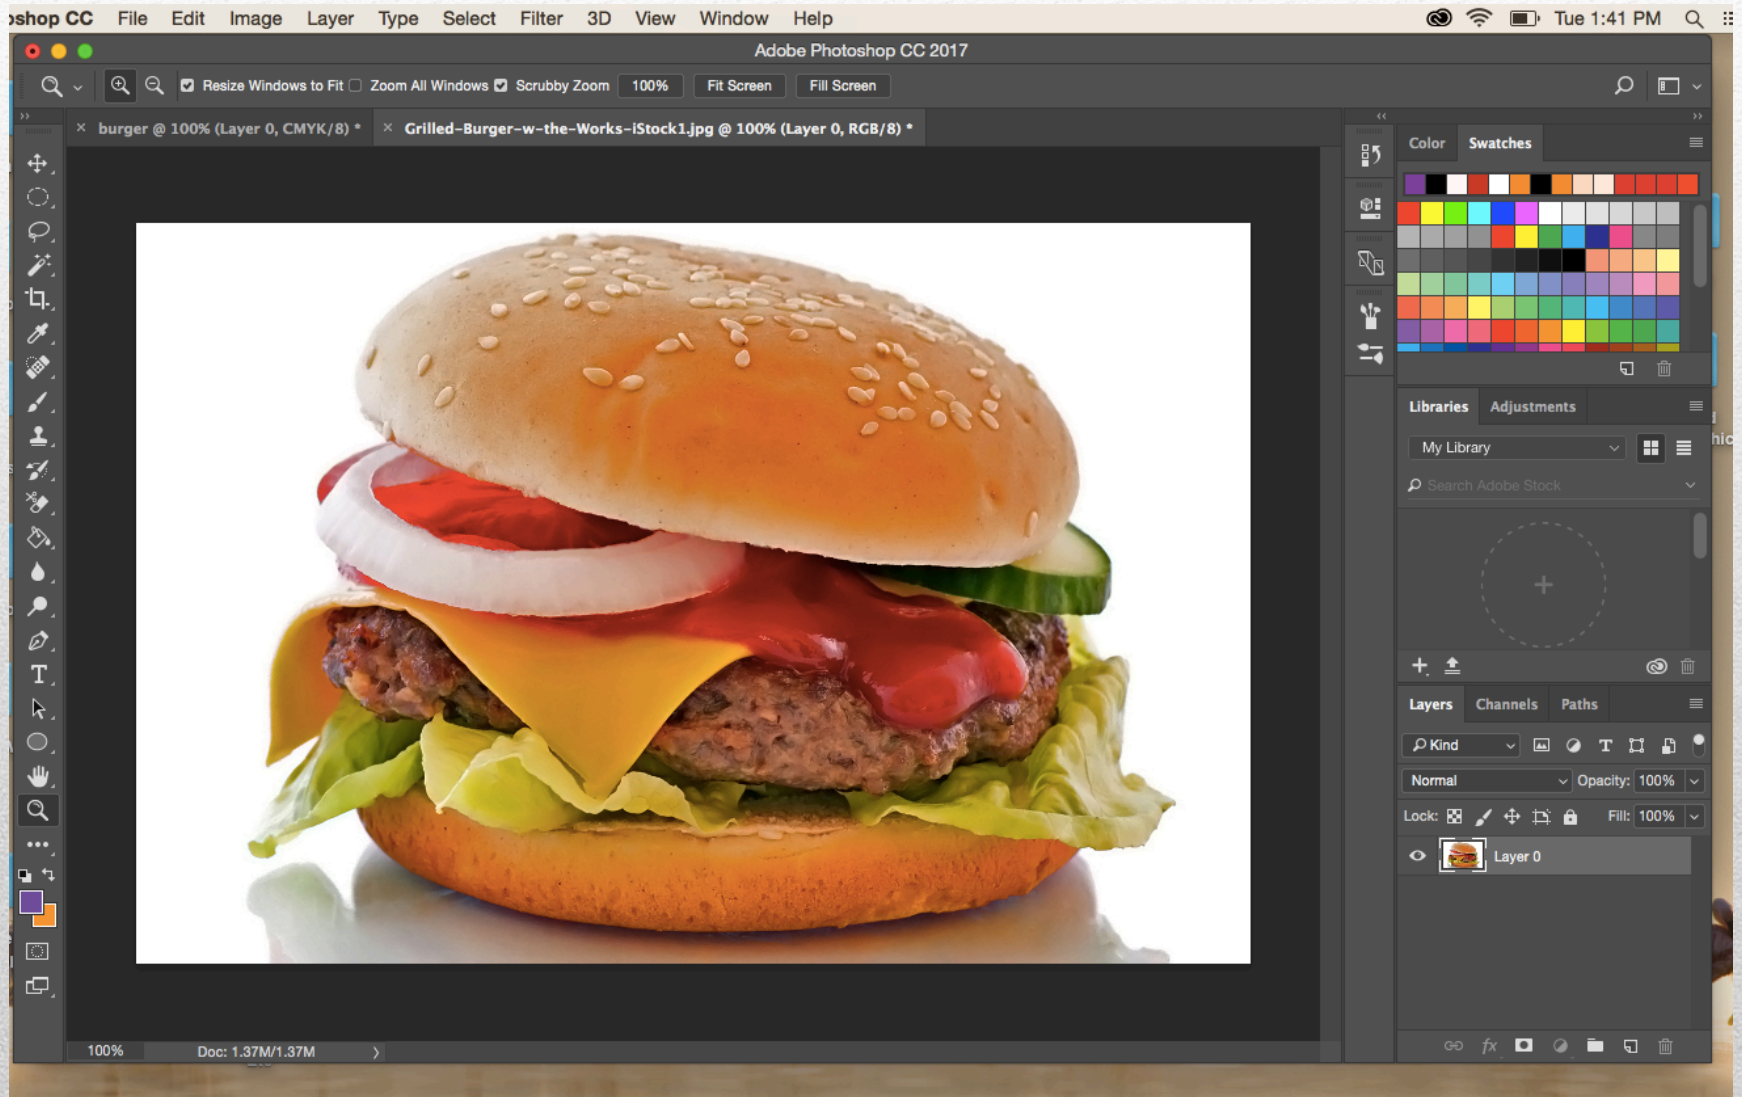 oshop CC File Edit Image Layer Type Select Filter 3D View Window Help Tue 1:41 PM
Adobe Photoshop CC 2017
Resize Windows to Fit Zoom All Windows Scrubby Zoom 100% Fit Screen Fill Screen
burger @ 100% (Layer 0, CMYK/8) * Grilled-Burger-w-the-Works-iStock1.jpg @ 100% (Layer 0, RGB/8) *
Color Swatches
Libraries Adjustments
My Library
Search Adobe Stock
Layers Channels Paths
Kind
Normal Opacity: 100%
Lock: Fill: 100%
Layer 0
fx
100% Doc: 1.37M/1.37M